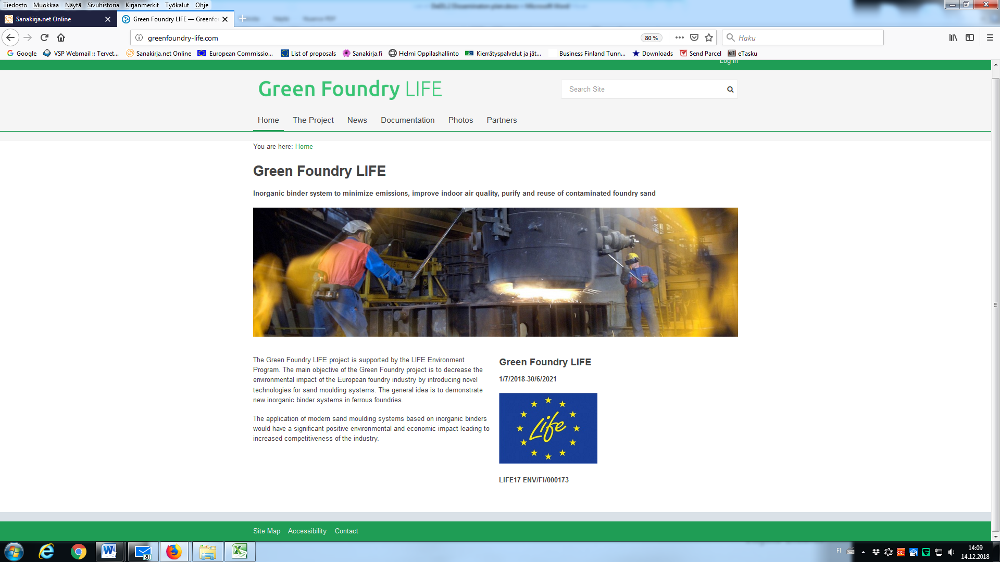 Tiedosto Muokkaa Näytä Sivuhistoria Kirjanmerkit Työkalut Ohje
Sanakirja.net Online
Green Foundry LIFE — Greenfo
greenfoundry-life.com
80 %
Haku
Google VSP Webmail :: Tervet... Sanakirja.net Online European Commissio... List of proposals Sanakirja.fi Helmi Oppilashallinto Kierrätyspalvelut ja jät... Business Finland Tunn... Downloads Send Parcel eTasku
Log in
Green Foundry LIFE
Search Site
Home The Project News Documentation Photos Partners
You are here: Home
Green Foundry LIFE
Inorganic binder system to minimize emissions, improve indoor air quality, purify and reuse of contaminated foundry sand
The Green Foundry LIFE project is supported by the LIFE Environment
Program. The main objective of the Green Foundry project is to decrease the
environmental impact of the European foundry industry by introducing novel
technologies for sand moulding systems. The general idea is to demonstrate
new inorganic binder systems in ferrous foundries.
The application of modern sand moulding systems based on inorganic binders
would have a significant positive environmental and economic impact leading to
increased competitiveness of the industry.
Green Foundry LIFE
1/7/2018-30/6/2021
Life
LIFE17 ENV/FI/000173
Site Map Accessibility Contact
28
FI
14:09
14.12.2018